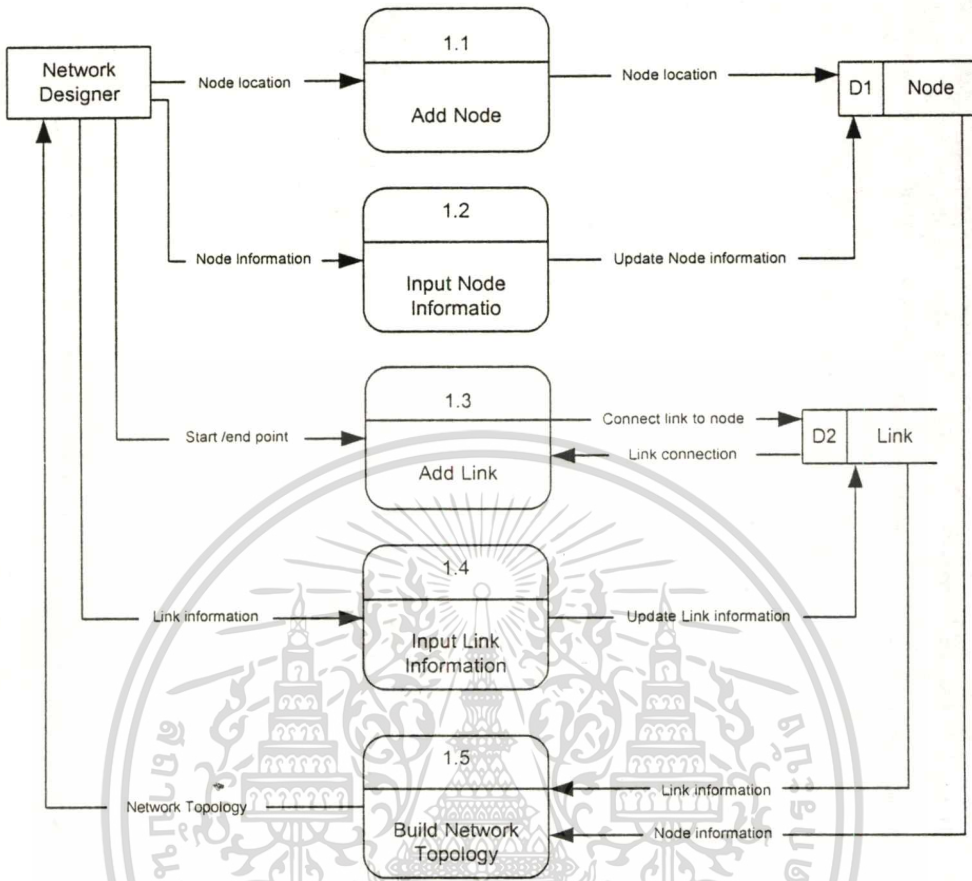 1.1
Network
Designer
Node location
Add Node
Node location
D1
Node
1.2
Node Information
Input Node
Informatio
Update Node information
1.3
Start /end point
Add Link
Connect link to node
Link connection
D2
Link
1.4
Link information
Input Link
Information
Update Link information
1.5
Network Topology
Build Network
Topology
Link information
Node information